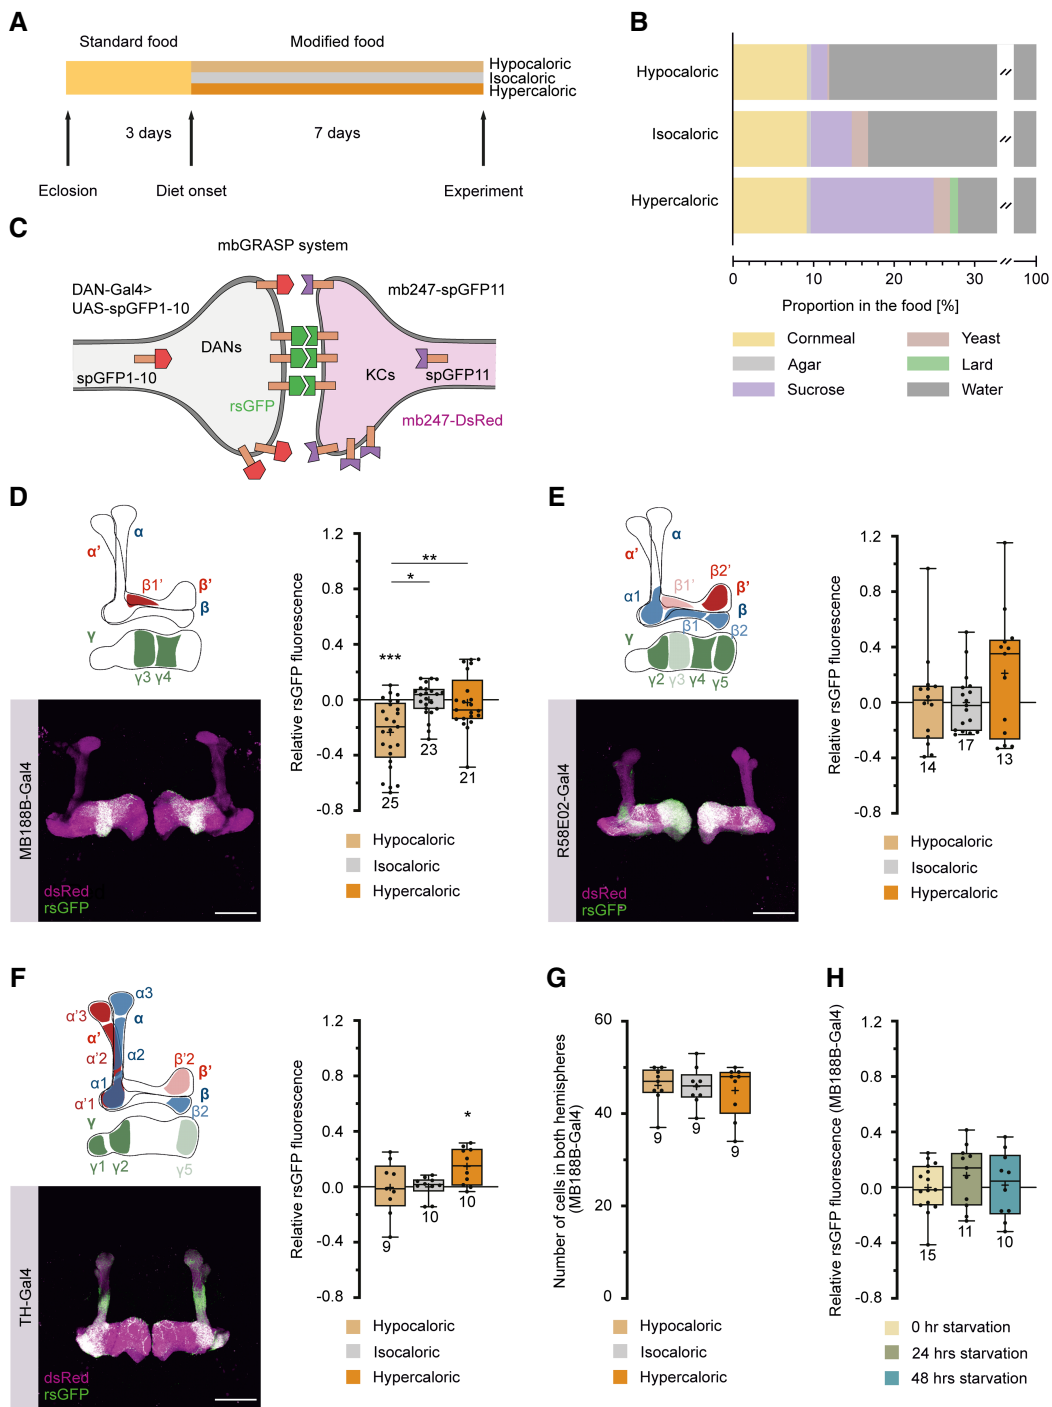 A
Standard food
Modified food
Hypocaloric
Isocaloric
Hypercaloric
3 days
7 days
Eclosion
Diet onset
Experiment
B
Hypocaloric
Isocaloric
Hypercaloric
0
10
20
30
100
Proportion in the food [%]
Cornmeal
Yeast
Agar
Lard
Sucrose
Water
C
mbGRASP system
DAN-Gal4>
UAS-spGFP1-10
mb247-spGFP11
DANs
KCs
spGFP1-10
spGFP11
rsGFP
mb247-DsRed
D
α
α'
β1'
β'
β
γ
γ3 γ4
MB188B-Gal4
dsRed
rsGFP
Relative rsGFP fluorescence
1.2
0.8
0.4
0.0
-0.4
-0.8
**
*
***
25
23
21
Hypocaloric
Isocaloric
Hypercaloric
E
α
α'
β2'
β1'
β'
α1
β
β1
β2
γ
γ2 γ3 γ4 γ5
R58E02-Gal4
dsRed
rsGFP
Relative rsGFP fluorescence
1.2
0.8
0.4
0.0
-0.4
-0.8
14
17
13
Hypocaloric
Isocaloric
Hypercaloric
F
α3
α'3
α
α'
α'2
α2
β'2
α1
β'
α'1
β
β2
γ
γ1 γ2
γ5
TH-Gal4
dsRed
rsGFP
Relative rsGFP fluorescence
1.2
0.8
0.4
0.0
-0.4
-0.8
*
9
10
10
Hypocaloric
Isocaloric
Hypercaloric
G
Number of cells in both hemispheres
(MB188B-Gal4)
60
40
20
0
9
9
9
Hypocaloric
Isocaloric
Hypercaloric
H
Relative rsGFP fluorescence (MB188B-Gal4)
1.2
0.8
0.4
0.0
-0.4
-0.8
15
11
10
0 hr starvation
24 hrs starvation
48 hrs starvation